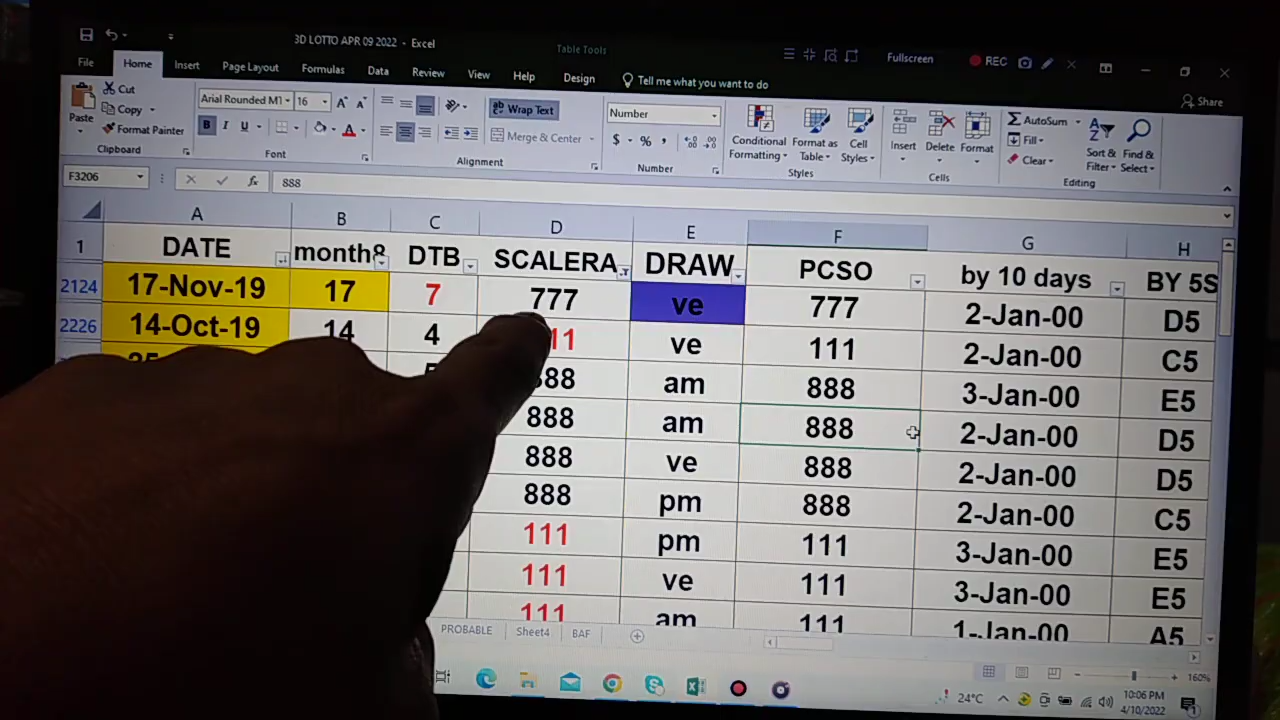 3D LOTTO APR 09 2022 - Excel
Table Tools
Fullscreen
REC
File Home Insert Page Layout Formulas Data Review View Help Design Tell me what you want to do
Share
Paste
Cut
Copy
Format Painter
Clipboard
Arial Rounded MT 16 A A
B I U A
Font
Wrap Text
Merge & Center
Alignment
Number
$ % ,
Number
Conditional Formatting
Format as Table
Cell Styles
Styles
Insert Delete Format
Cells
AutoSum
Fill
Clear
Sort & Filter
Find & Select
Editing
F3206 fx 888
A B C D E F G H
1 DATE month& DTB SCALERA DRAW PCSO by 10 days BY 5S
2124 17-Nov-19 17 7 777 ve 777 2-Jan-00 D5
2226 14-Oct-19 14 4 11 ve 111 2-Jan-00 C5
888 am 888 3-Jan-00 E5
888 am 888 2-Jan-00 D5
888 ve 888 2-Jan-00 D5
888 pm 888 2-Jan-00 C5
111 pm 111 3-Jan-00 E5
111 ve 111 3-Jan-00 E5
111 am 111 1-Jan-00 A5
PROBABLE Sheet4 BAF
160%
24°C
10:06 PM
4/10/2022